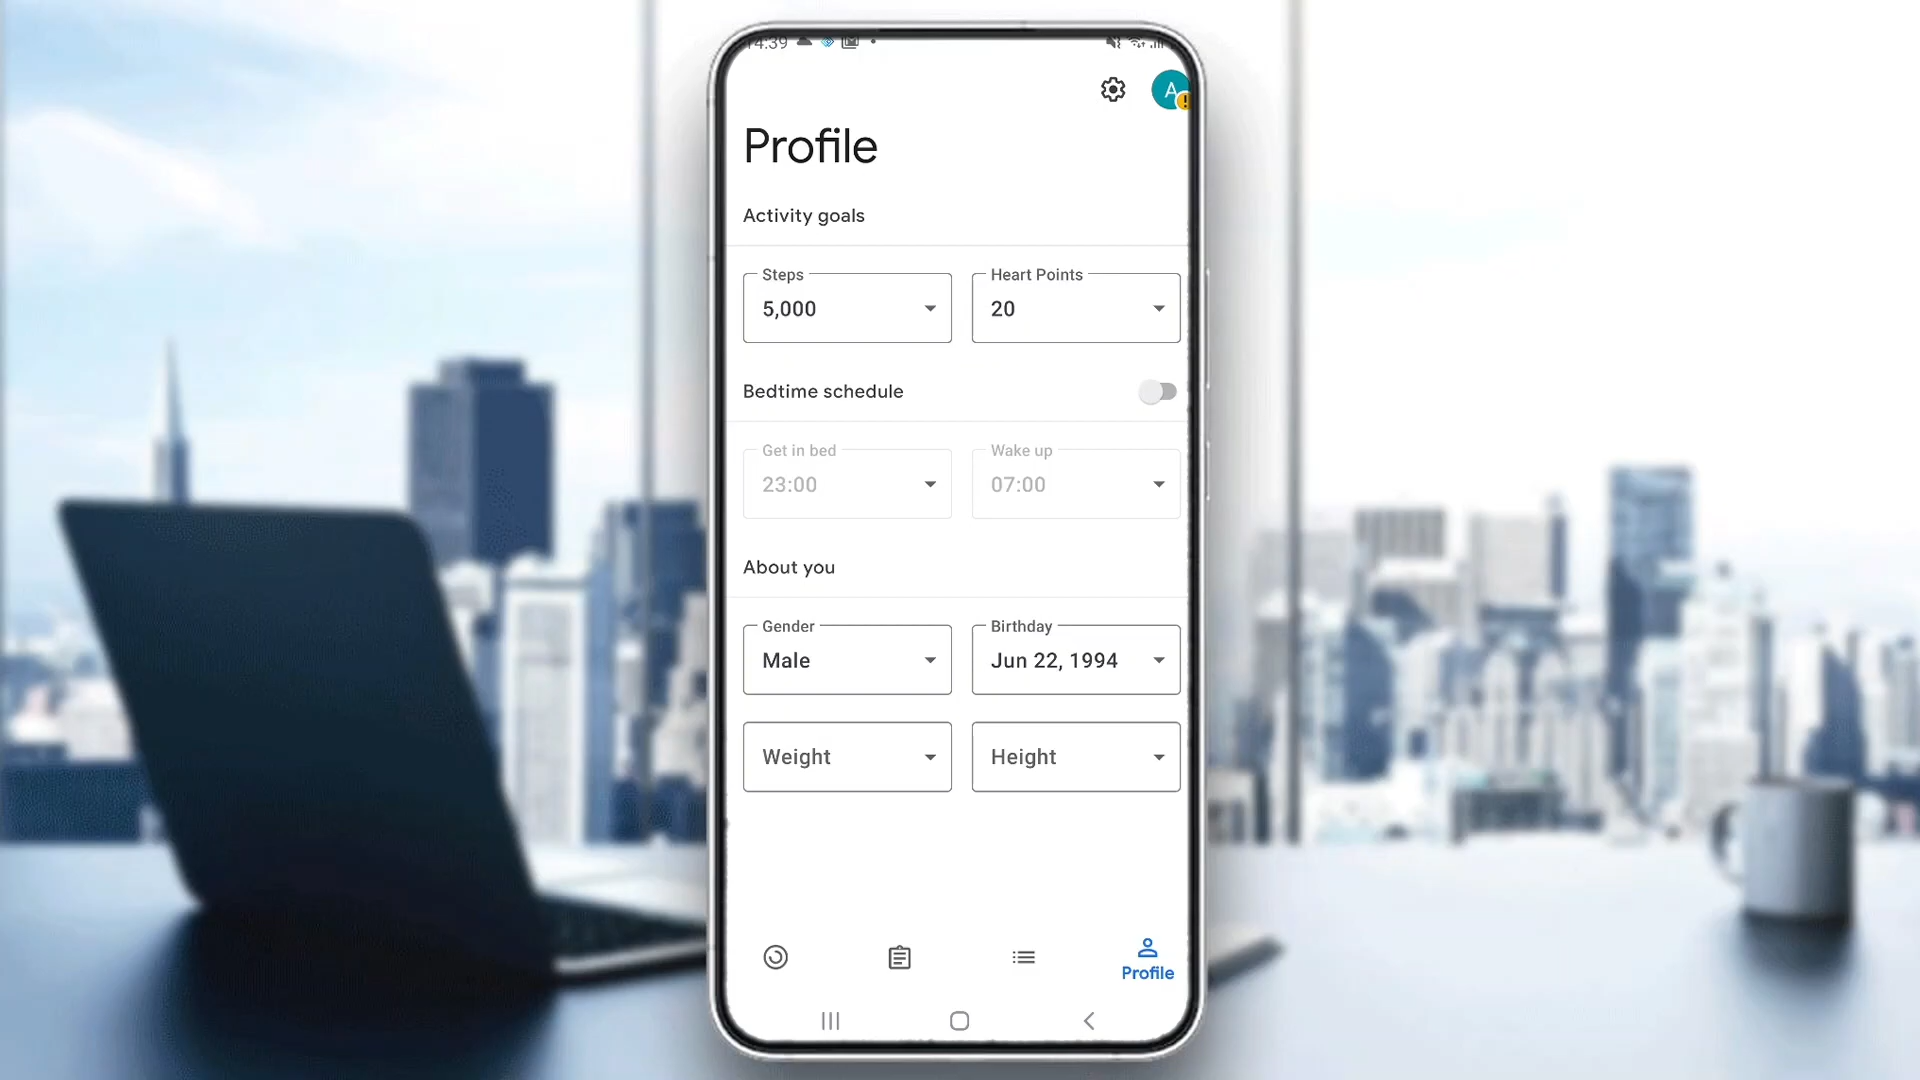 14:39
A
Profile
Activity goals
Steps
Heart Points
5,000
20
Bedtime schedule
Get in bed
Wake up
23:00
07:00
About you
Gender
Birthday
Male
Jun 22, 1994
Weight
Height
Profile